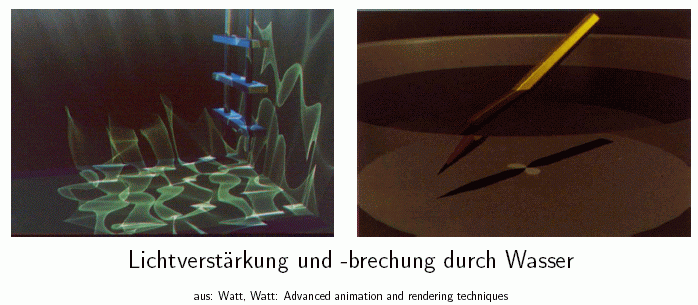 Lichtverstärkung und -brechung durch Wasser
aus: Watt, Watt: Advanced animation and rendering techniques